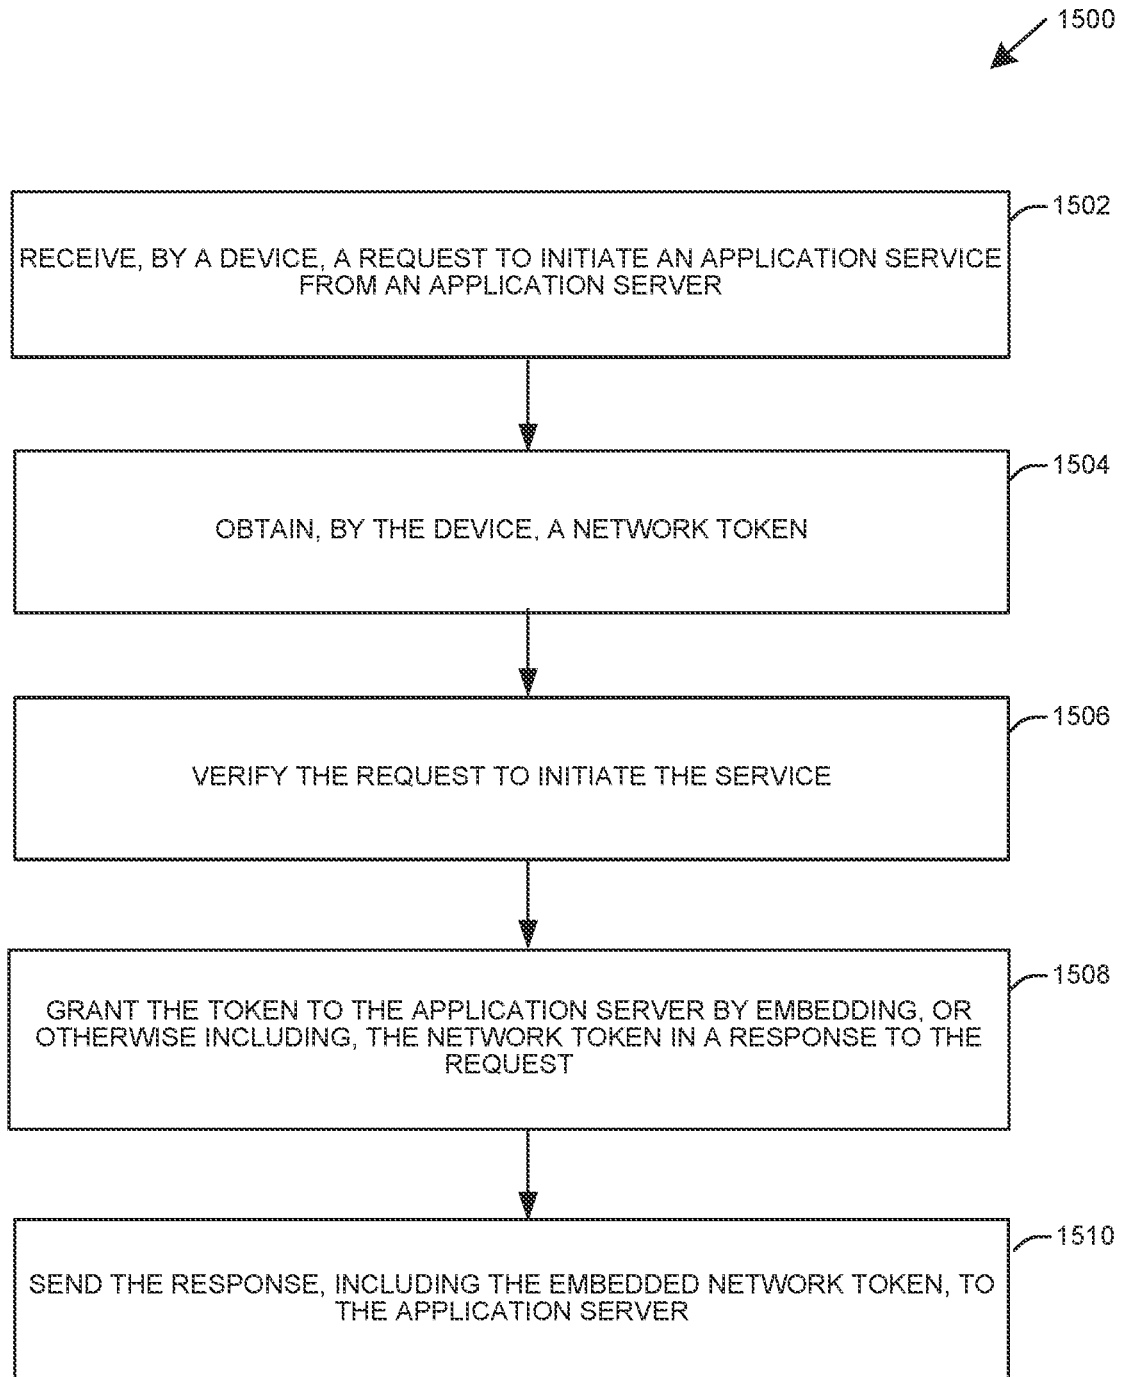 1500
1502
RECEIVE, BY A DEVICE, A REQUEST TO INITIATE AN APPLICATION SERVICE
FROM AN APPLICATION SERVER
1504
OBTAIN, BY THE DEVICE, A NETWORK TOKEN
1506
VERIFY THE REQUEST TO INITIATE THE SERVICE
1508
GRANT THE TOKEN TO THE APPLICATION SERVER BY EMBEDDING, OR
OTHERWISE INCLUDING, THE NETWORK TOKEN IN A RESPONSE TO THE
REQUEST
1510
SEND THE RESPONSE, INCLUDING THE EMBEDDED NETWORK TOKEN, TO
THE APPLICATION SERVER